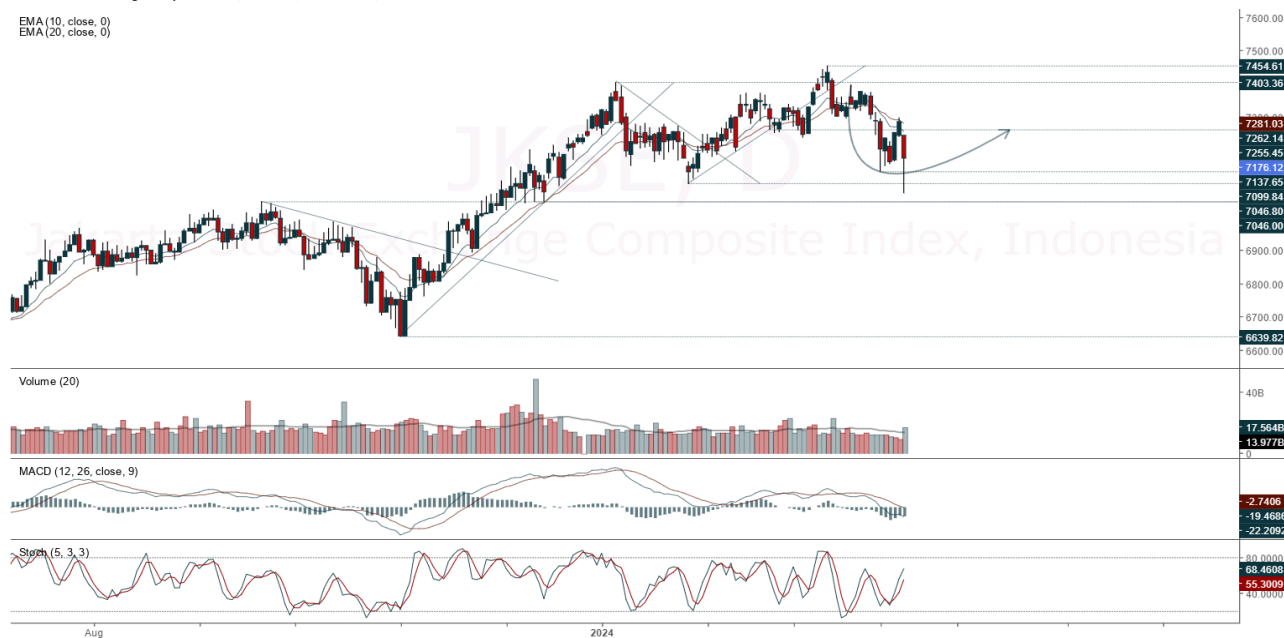 EMA (10, close, 0)
EMA (20, close, 0)
JKSE, D
Jakarta Stock Exchange Composite Index, Indonesia
7600.00
7500.00
7454.61
7403.36
7281.03
7262.14
7255.45
7176.12
7137.65
7099.84
7046.80
7046.00
6900.00
6800.00
6700.00
6639.82
6600.00
Volume (20)
40B
17.564B
13.977B
0
MACD (12, 26, close, 9)
-2.7406
-19.4686
-22.2092
Stoch (5, 3, 3)
80.0000
68.4608
55.3009
40.0000
Aug
2024